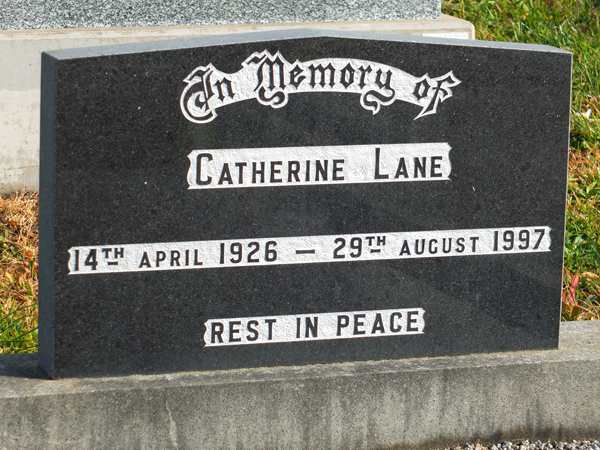 In Memory of
CATHERINE LANE
14TH APRIL 1926 — 29TH AUGUST 1997
REST IN PEACE